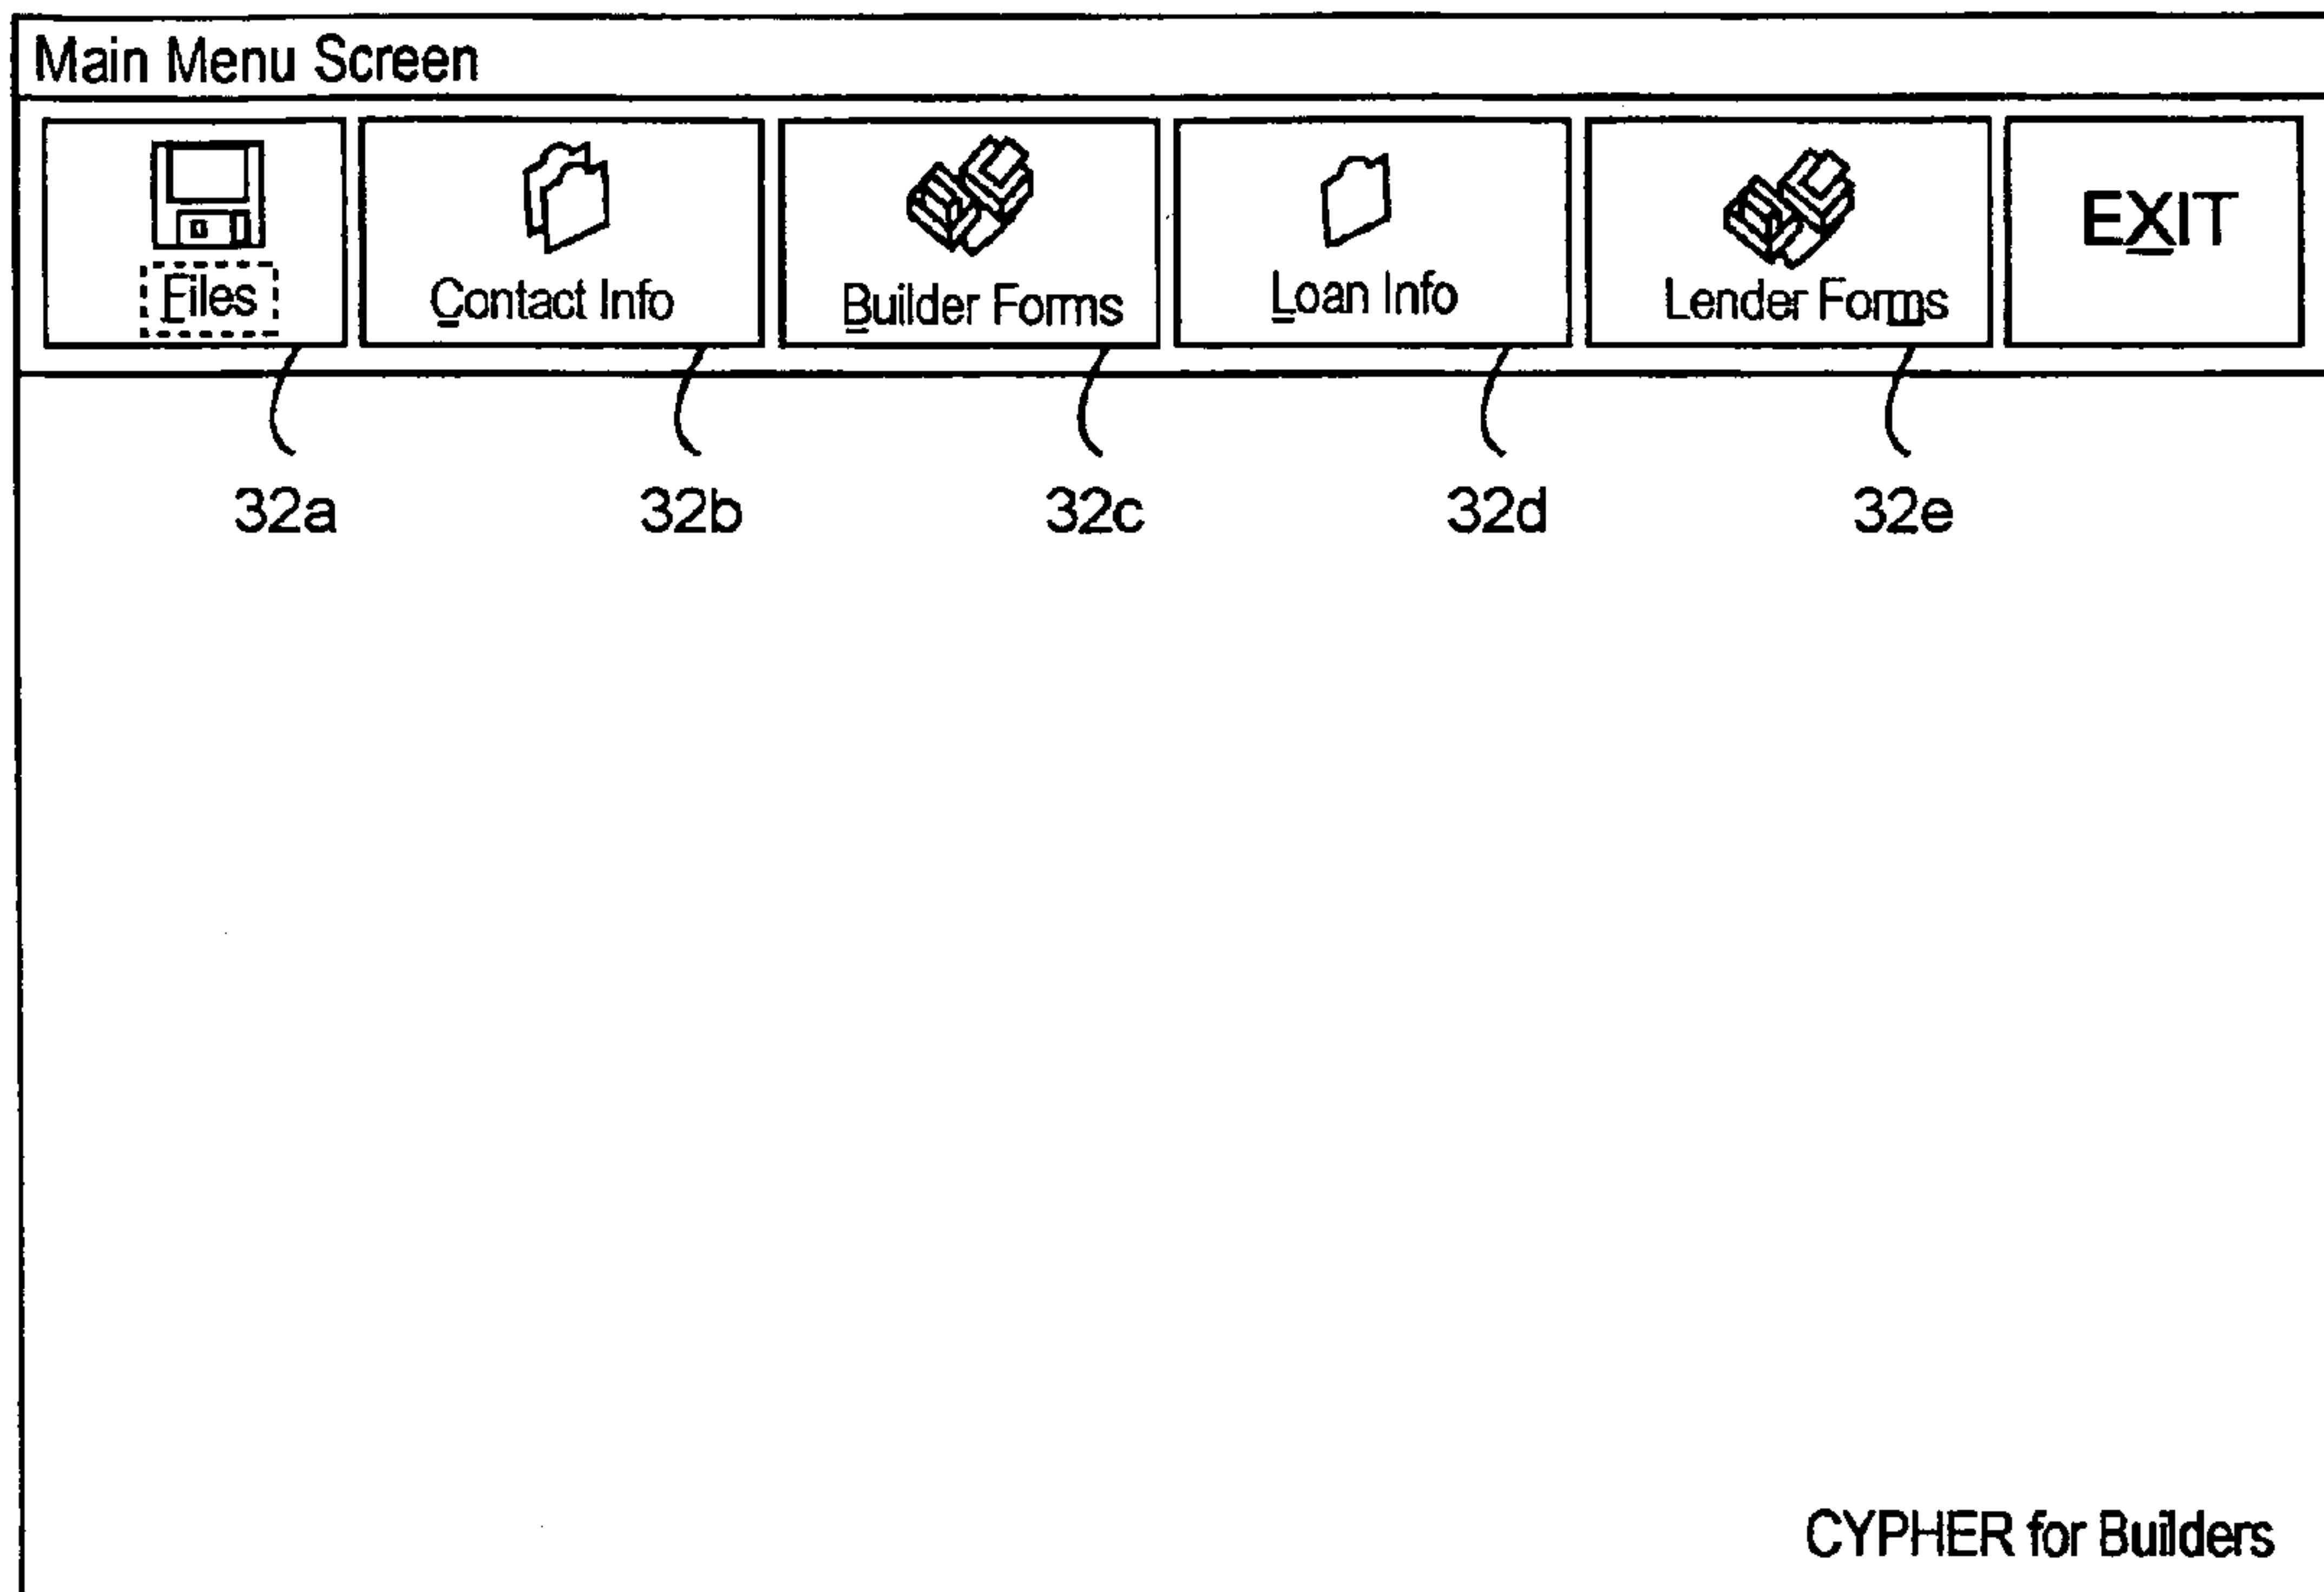 Main Menu Screen
Files
Contact Info
Builder Forms
Loan Info
Lender Forms
EXIT
32a
32b
32c
32d
32e
CYPHER for Builders